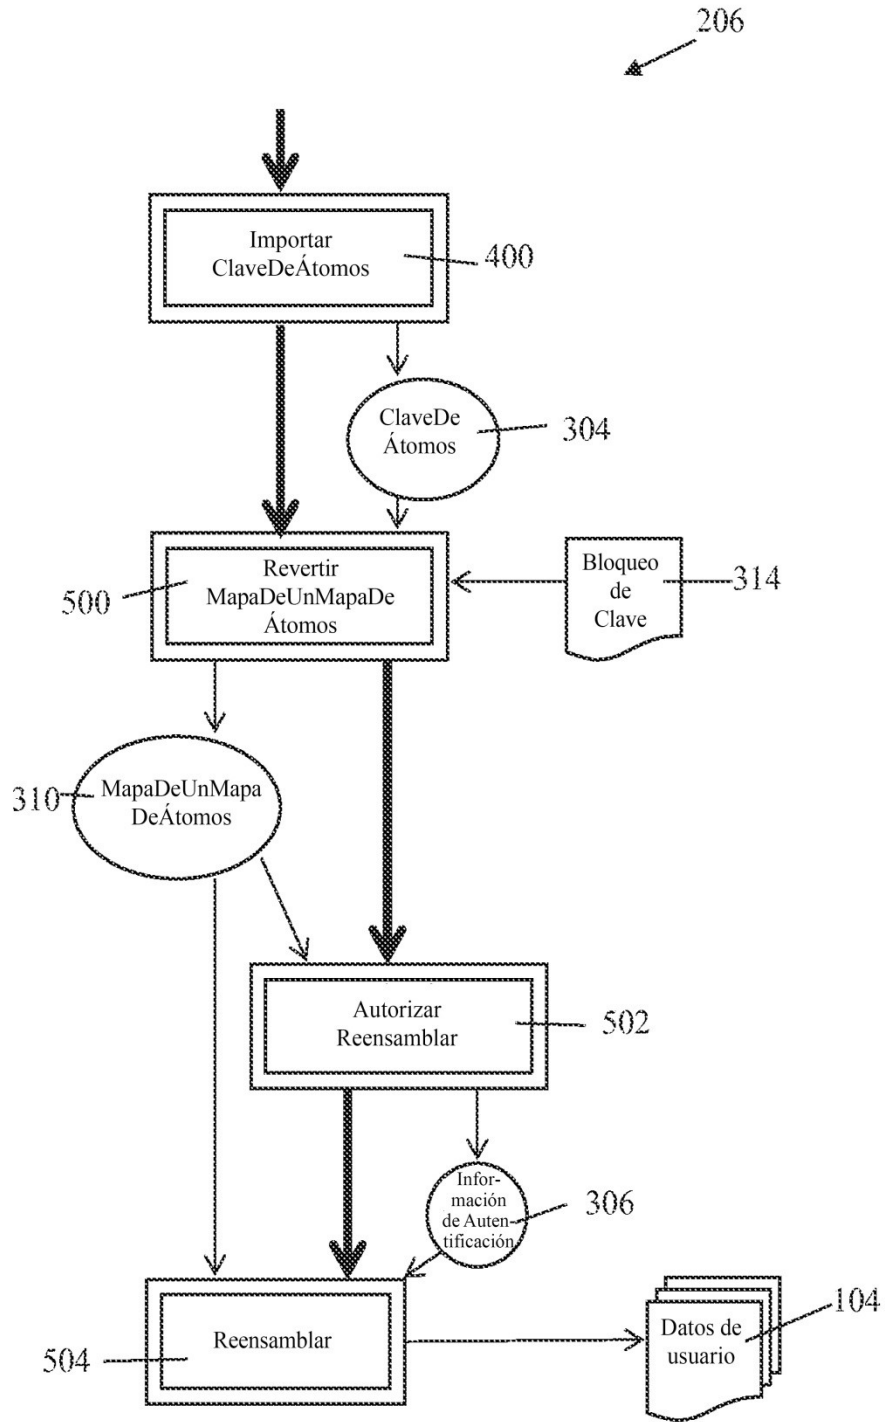 206
Importar
ClaveDeÁtomos
400
ClaveDe
Átomos
304
Revertir
MapaDeUnMapaDe
Átomos
500
Bloqueo
de
Clave
314
MapaDeUnMapa
DeÁtomos
310
Autorizar
Reensamblar
502
Infor-
mación
de Auten-
tificación
306
Reensamblar
504
Datos de
usuario
104